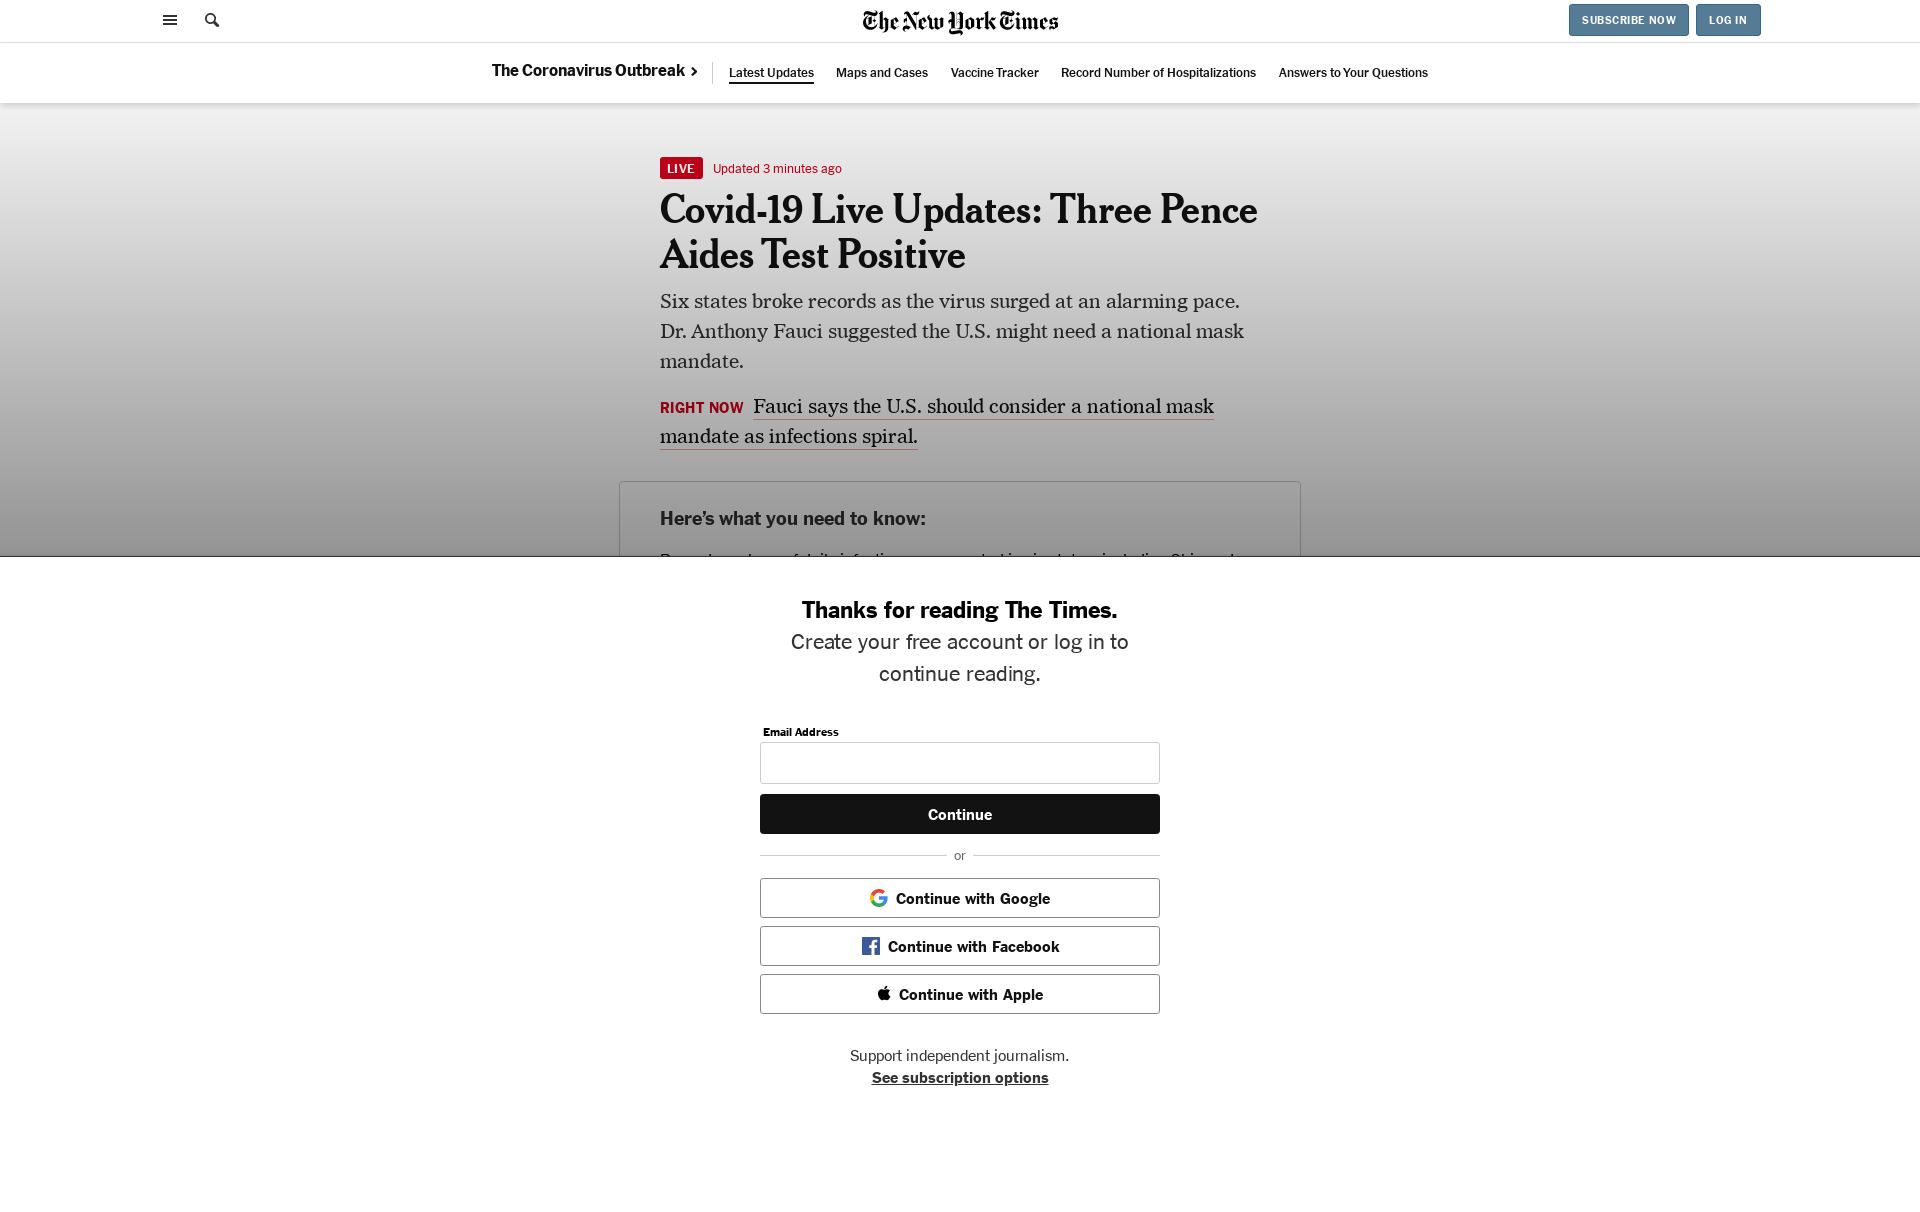 The New York Times
SUBSCRIBE NOW
LOG IN
The Coronavirus Outbreak
Latest Updates
Maps and Cases
Vaccine Tracker
Record Number of Hospitalizations
Answers to Your Questions
LIVE
Updated 3 minutes ago
Covid-19 Live Updates: Three Pence
Aides Test Positive
Six states broke records as the virus surged at an alarming pace.
Dr. Anthony Fauci suggested the U.S. might need a national mask
mandate.
RIGHT NOW Fauci says the U.S. should consider a national mask
mandate as infections spiral.
Here’s what you need to know:
Thanks for reading The Times.
Create your free account or log in to
continue reading.
Email Address
Continue
or
Continue with Google
Continue with Facebook
Continue with Apple
Support independent journalism.
See subscription options